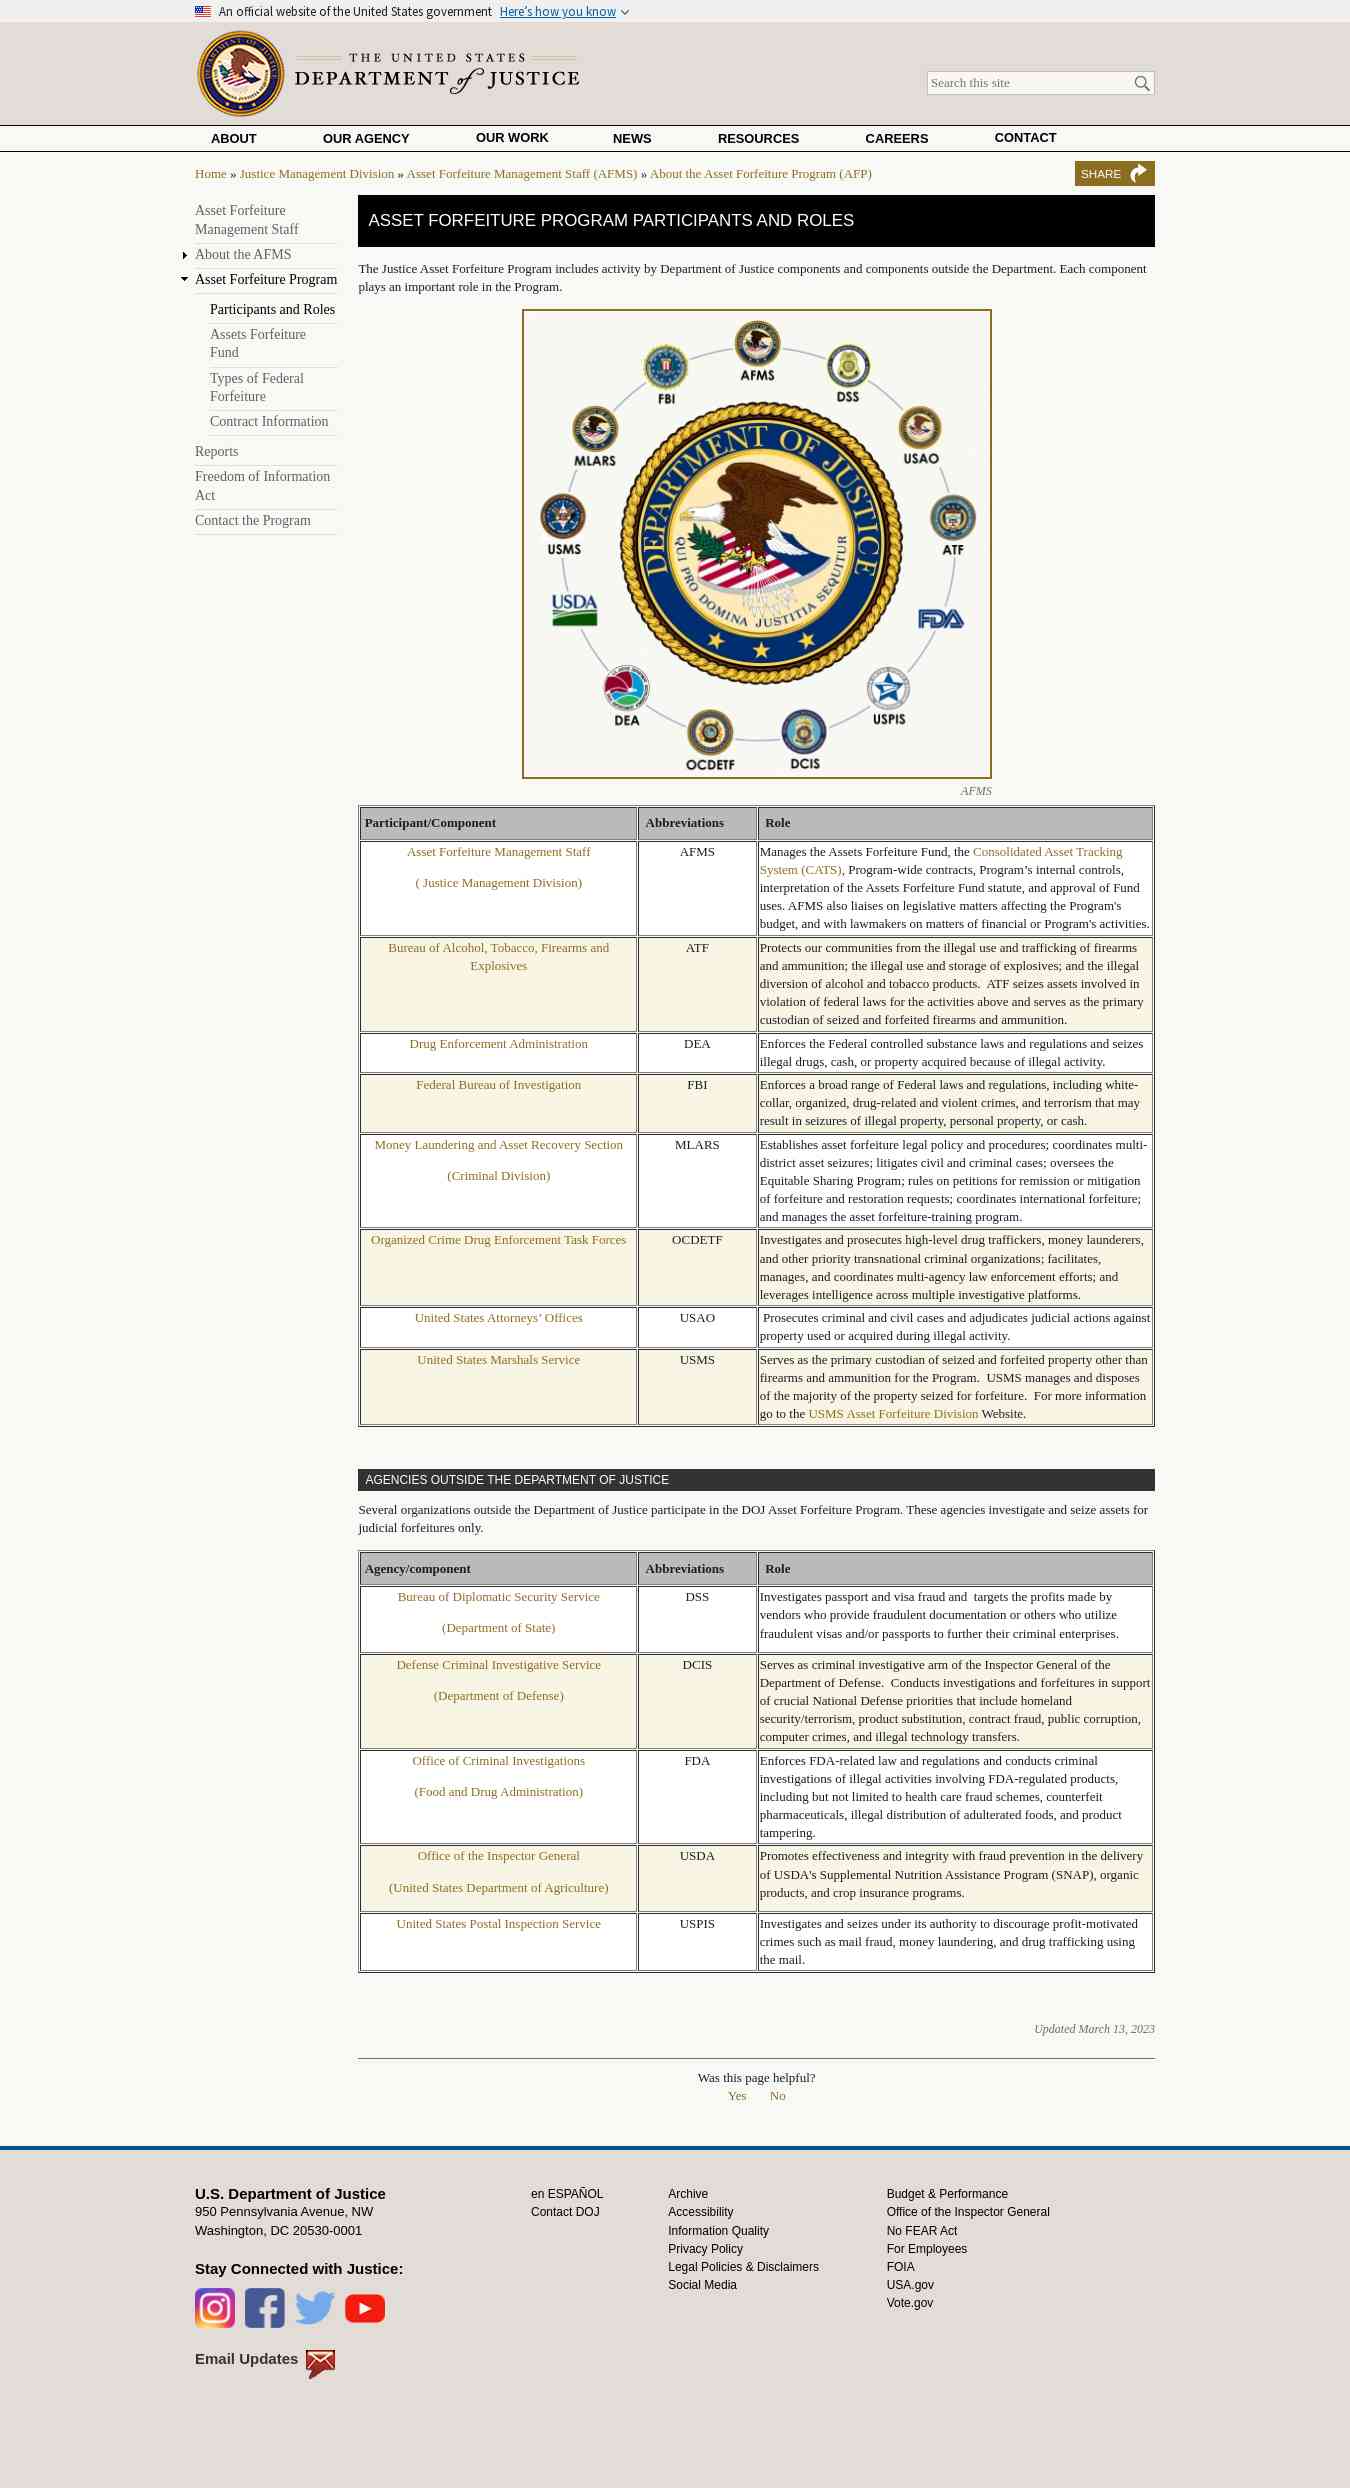 An official website of the United States government Here's how you know
THE UNITED STATES
DEPARTMENT of JUSTICE
Search this site
ABOUT OUR AGENCY OUR WORK NEWS RESOURCES CAREERS CONTACT
Home » Justice Management Division » Asset Forfeiture Management Staff (AFMS) » About the Asset Forfeiture Program (AFP)
SHARE
Asset Forfeiture
Management Staff
About the AFMS
Asset Forfeiture Program
Participants and Roles
Assets Forfeiture
Fund
Types of Federal
Forfeiture
Contract Information
Reports
Freedom of Information
Act
Contact the Program
ASSET FORFEITURE PROGRAM PARTICIPANTS AND ROLES
The Justice Asset Forfeiture Program includes activity by Department of Justice components and components outside the Department. Each component
plays an important role in the Program.
AFMS
FBI
DSS
MLARS
USAO
USMS
ATF
USDA
FDA
DEA
USPIS
OCDETF
DCIS
DEPARTMENT OF JUSTICE
QUI PRO DOMINA JUSTITIA SEQUITUR
AFMS
Participant/Component Abbreviations Role
Asset Forfeiture Management Staff
( Justice Management Division)
AFMS
Manages the Assets Forfeiture Fund, the Consolidated Asset Tracking
System (CATS), Program-wide contracts, Program’s internal controls,
interpretation of the Assets Forfeiture Fund statute, and approval of Fund
uses. AFMS also liaises on legislative matters affecting the Program's
budget, and with lawmakers on matters of financial or Program's activities.
Bureau of Alcohol, Tobacco, Firearms and
Explosives
ATF
Protects our communities from the illegal use and trafficking of firearms
and ammunition; the illegal use and storage of explosives; and the illegal
diversion of alcohol and tobacco products.  ATF seizes assets involved in
violation of federal laws for the activities above and serves as the primary
custodian of seized and forfeited firearms and ammunition.
Drug Enforcement Administration
DEA
Enforces the Federal controlled substance laws and regulations and seizes
illegal drugs, cash, or property acquired because of illegal activity.
Federal Bureau of Investigation
FBI
Enforces a broad range of Federal laws and regulations, including white-
collar, organized, drug-related and violent crimes, and terrorism that may
result in seizures of illegal property, personal property, or cash.
Money Laundering and Asset Recovery Section
(Criminal Division)
MLARS
Establishes asset forfeiture legal policy and procedures; coordinates multi-
district asset seizures; litigates civil and criminal cases; oversees the
Equitable Sharing Program; rules on petitions for remission or mitigation
of forfeiture and restoration requests; coordinates international forfeiture;
and manages the asset forfeiture-training program.
Organized Crime Drug Enforcement Task Forces
OCDETF
Investigates and prosecutes high-level drug traffickers, money launderers,
and other priority transnational criminal organizations; facilitates,
manages, and coordinates multi-agency law enforcement efforts; and
leverages intelligence across multiple investigative platforms.
United States Attorneys’ Offices
USAO
Prosecutes criminal and civil cases and adjudicates judicial actions against
property used or acquired during illegal activity.
United States Marshals Service
USMS
Serves as the primary custodian of seized and forfeited property other than
firearms and ammunition for the Program.  USMS manages and disposes
of the majority of the property seized for forfeiture.  For more information
go to the USMS Asset Forfeiture Division Website.
AGENCIES OUTSIDE THE DEPARTMENT OF JUSTICE
Several organizations outside the Department of Justice participate in the DOJ Asset Forfeiture Program. These agencies investigate and seize assets for
judicial forfeitures only.
Agency/component Abbreviations Role
Bureau of Diplomatic Security Service
(Department of State)
DSS
Investigates passport and visa fraud and  targets the profits made by
vendors who provide fraudulent documentation or others who utilize
fraudulent visas and/or passports to further their criminal enterprises.
Defense Criminal Investigative Service
(Department of Defense)
DCIS
Serves as criminal investigative arm of the Inspector General of the
Department of Defense.  Conducts investigations and forfeitures in support
of crucial National Defense priorities that include homeland
security/terrorism, product substitution, contract fraud, public corruption,
computer crimes, and illegal technology transfers.
Office of Criminal Investigations
(Food and Drug Administration)
FDA
Enforces FDA-related law and regulations and conducts criminal
investigations of illegal activities involving FDA-regulated products,
including but not limited to health care fraud schemes, counterfeit
pharmaceuticals, illegal distribution of adulterated foods, and product
tampering.
Office of the Inspector General
(United States Department of Agriculture)
USDA
Promotes effectiveness and integrity with fraud prevention in the delivery
of USDA's Supplemental Nutrition Assistance Program (SNAP), organic
products, and crop insurance programs.
United States Postal Inspection Service
USPIS
Investigates and seizes under its authority to discourage profit-motivated
crimes such as mail fraud, money laundering, and drug trafficking using
the mail.
Updated March 13, 2023
Was this page helpful?
Yes No
U.S. Department of Justice
950 Pennsylvania Avenue, NW
Washington, DC 20530-0001
Stay Connected with Justice:
Email Updates
en ESPAÑOL
Contact DOJ
Archive
Accessibility
Information Quality
Privacy Policy
Legal Policies & Disclaimers
Social Media
Budget & Performance
Office of the Inspector General
No FEAR Act
For Employees
FOIA
USA.gov
Vote.gov